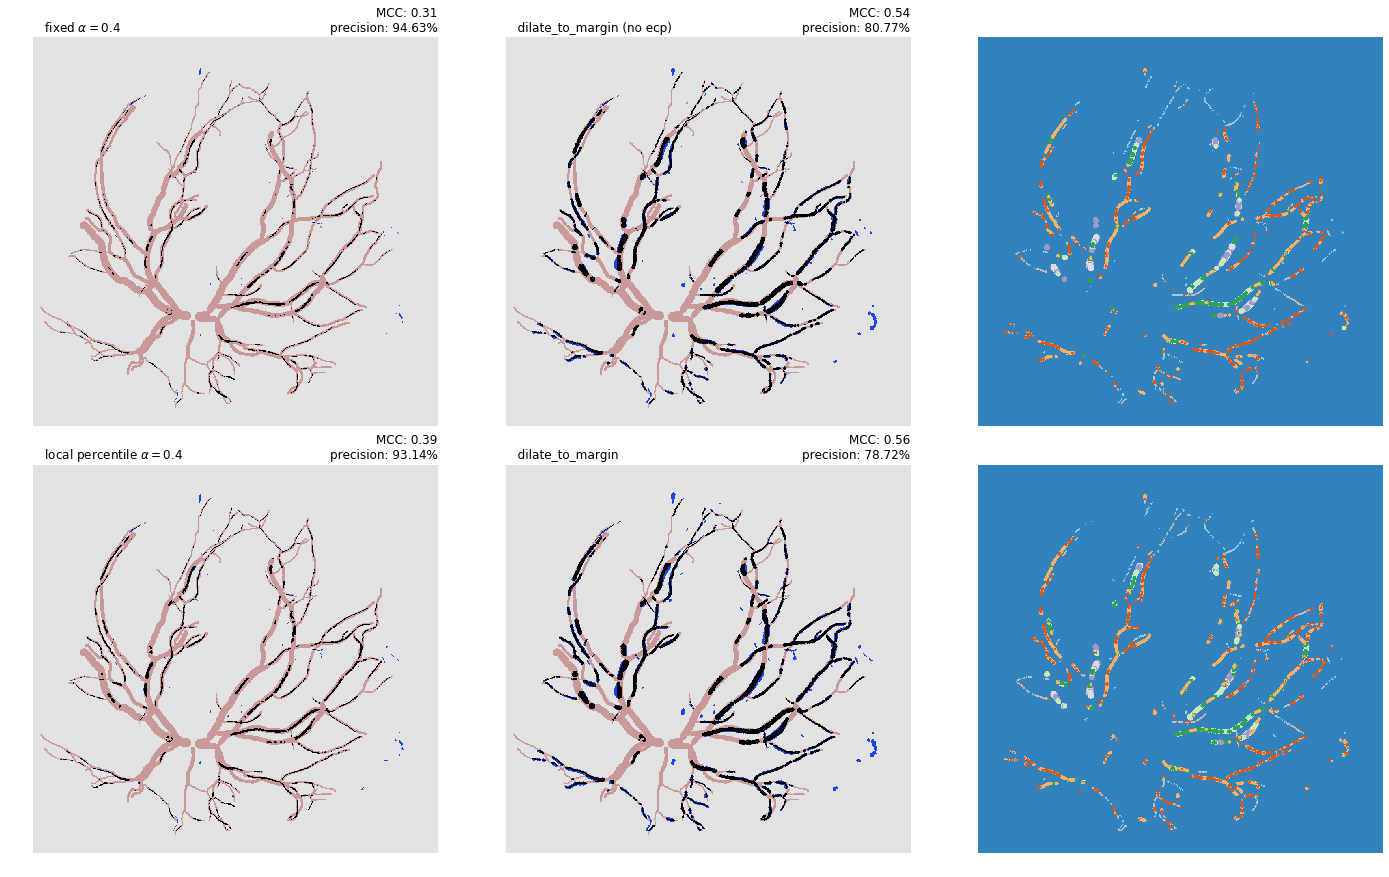 MCC: 0.31
fixed α = 0.4 precision: 94.63%
MCC: 0.54
dilate_to_margin (no ecp) precision: 80.77%
MCC: 0.39
local percentile α = 0.4 precision: 93.14%
MCC: 0.56
dilate_to_margin precision: 78.72%